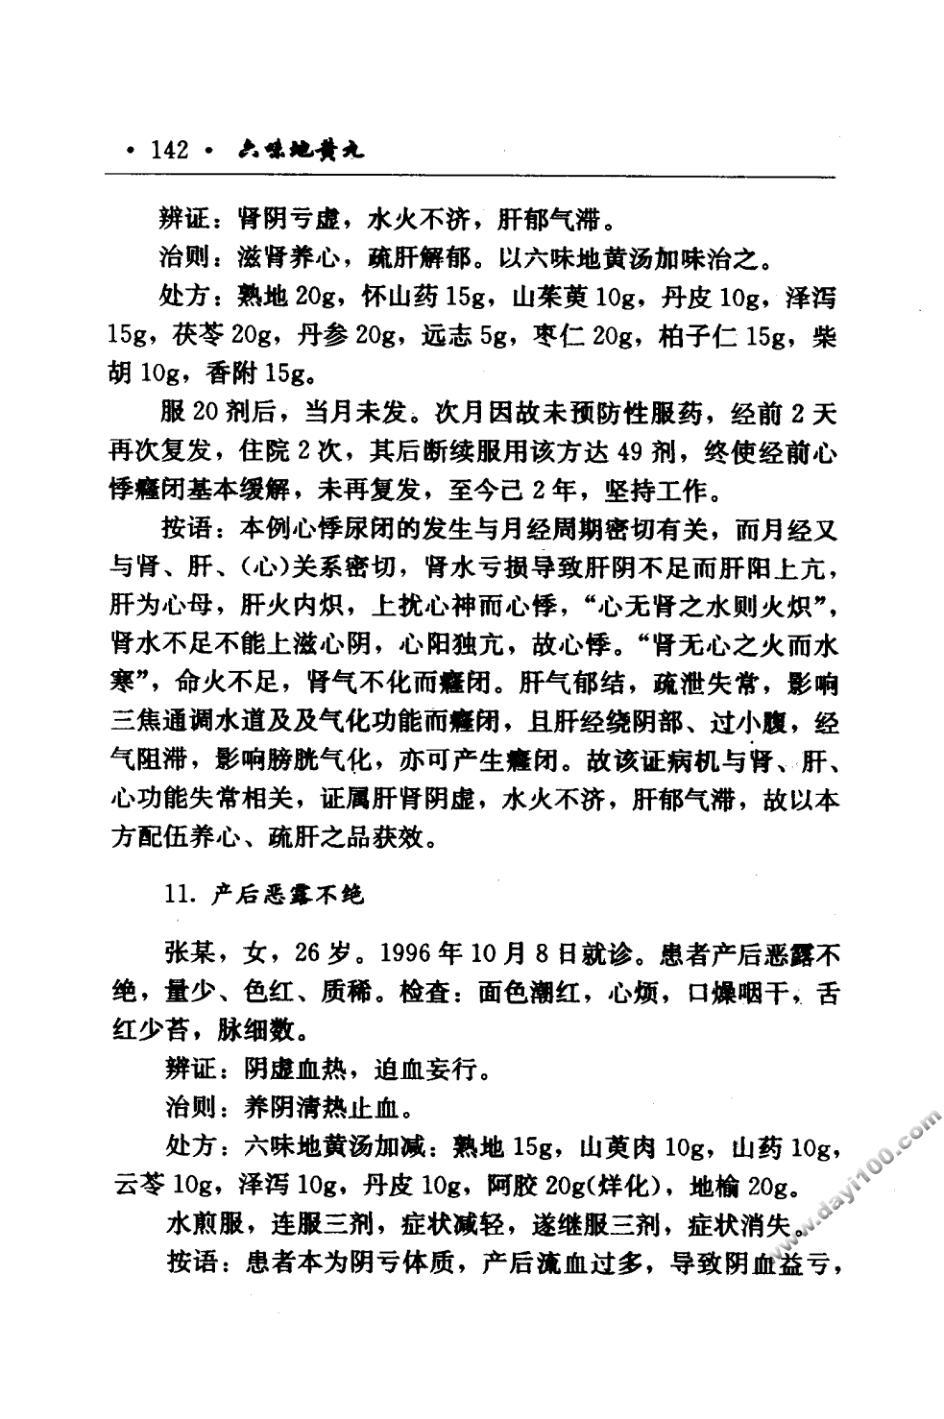 · 142 · 六味地黄丸
辨证：肾阴亏虚，水火不济，肝郁气滞。
治则：滋肾养心，疏肝解郁。以六味地黄汤加味治之。
处方：熟地 20g，怀山药 15g，山茱萸 10g，丹皮 10g，泽泻
15g，茯苓 20g，丹参 20g，远志 5g，枣仁 20g，柏子仁 15g，柴
胡 10g，香附 15g。
服 20 剂后，当月未发。次月因故未预防性服药，经前 2 天
再次复发，住院 2 次，其后断续服用该方达 49 剂，终使经前心
悸癃闭基本缓解，未再复发，至今己 2 年，坚持工作。
按语：本例心悸尿闭的发生与月经周期密切有关，而月经又
与肾、肝、（心）关系密切，肾水亏损导致肝阴不足而肝阳上亢，
肝为心母，肝火内炽，上扰心神而心悸，“心无肾之水则火炽”，
肾水不足不能上滋心阴，心阳独亢，故心悸。“肾无心之火而水
寒”，命火不足，肾气不化而癃闭。肝气郁结，疏泄失常，影响
三焦通调水道及及气化功能而癃闭，且肝经绕阴部、过小腹，经
气阻滞，影响膀胱气化，亦可产生癃闭。故该证病机与肾、肝、
心功能失常相关，证属肝肾阴虚，水火不济，肝郁气滞，故以本
方配伍养心、疏肝之品获效。
11. 产后恶露不绝
张某，女，26 岁。1996 年 10 月 8 日就诊。患者产后恶露不
绝，量少、色红、质稀。检查：面色潮红，心烦，口燥咽干，舌
红少苔，脉细数。
辨证：阴虚血热，迫血妄行。
治则：养阴清热止血。
处方：六味地黄汤加减：熟地 15g，山萸肉 10g，山药 10g，
云苓 10g，泽泻 10g，丹皮 10g，阿胶 20g(烊化)，地榆 20g。
水煎服，连服三剂，症状减轻，遂继服三剂，症状消失。
按语：患者本为阴亏体质，产后流血过多，导致阴血益亏，
www.dayi100.com